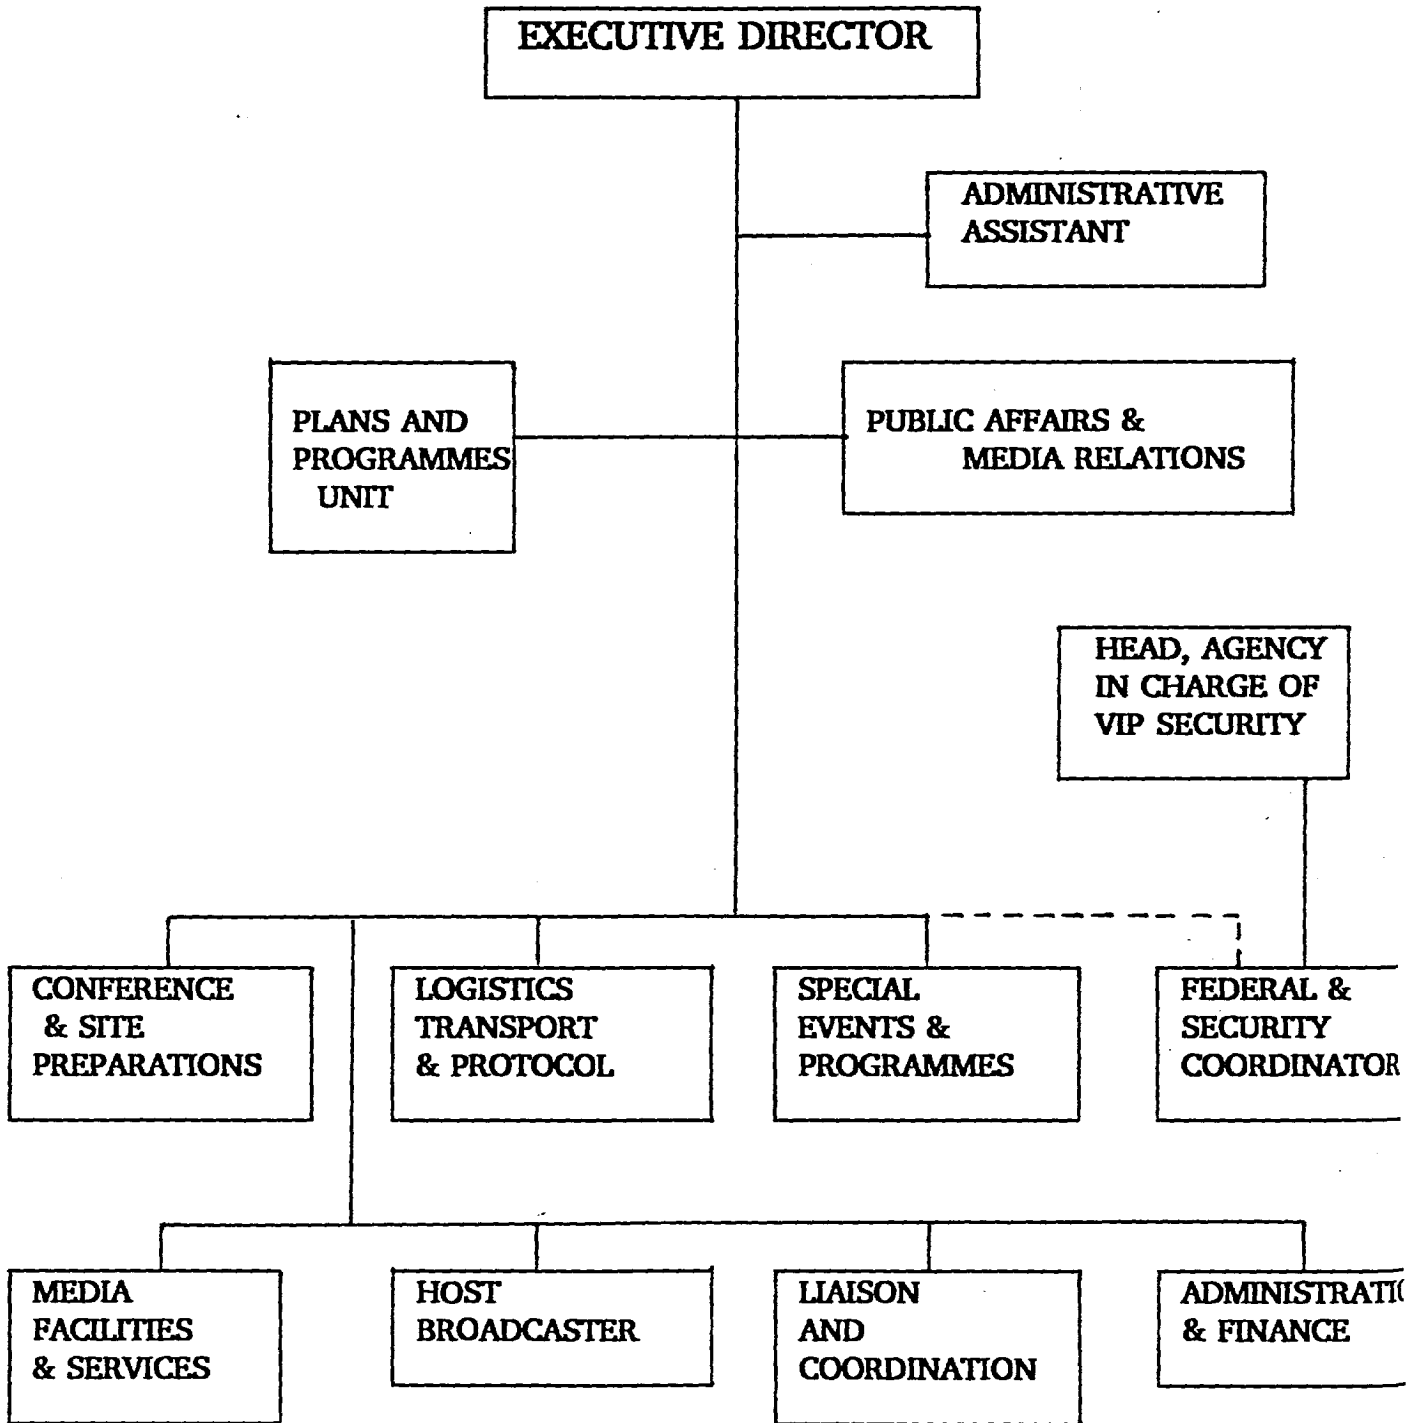 EXECUTIVE DIRECTOR
ADMINISTRATIVE
ASSISTANT
PLANS AND
PROGRAMMES
UNIT
PUBLIC AFFAIRS &
MEDIA RELATIONS
HEAD, AGENCY
IN CHARGE OF
VIP SECURITY
CONFERENCE
& SITE
PREPARATIONS
LOGISTICS
TRANSPORT
& PROTOCOL
SPECIAL
EVENTS &
PROGRAMMES
FEDERAL &
SECURITY
COORDINATOR
MEDIA
FACILITIES
& SERVICES
HOST
BROADCASTER
LIAISON
AND
COORDINATION
ADMINISTRATI
& FINANCE